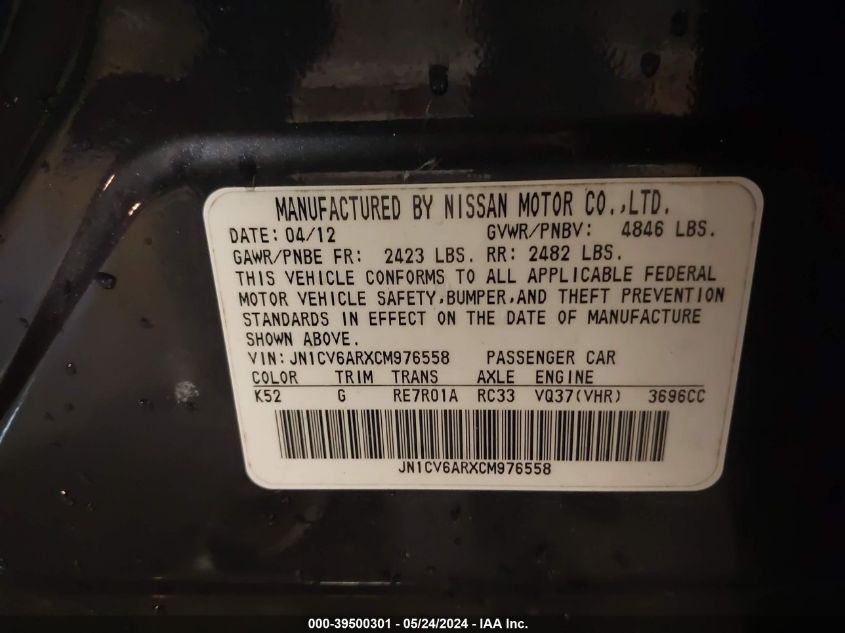 MANUFACTURED BY NISSAN MOTOR CO.,LTD.
DATE: 04/12 GVWR/PNBV: 4846 LBS.
GAWR/PNBE FR: 2423 LBS. RR: 2482 LBS.
THIS VEHICLE CONFORMS TO ALL APPLICABLE FEDERAL
MOTOR VEHICLE SAFETY,BUMPER,AND THEFT PREVENTION
STANDARDS IN EFFECT ON THE DATE OF MANUFACTURE
SHOWN ABOVE.
VIN: JN1CV6ARXCM976558 PASSENGER CAR
COLOR TRIM TRANS AXLE ENGINE
K52 G RE7R01A RC33 VQ37(VHR) 3696CC
JN1CV6ARXCM976558
000-39500301 - 05/24/2024 - IAA Inc.